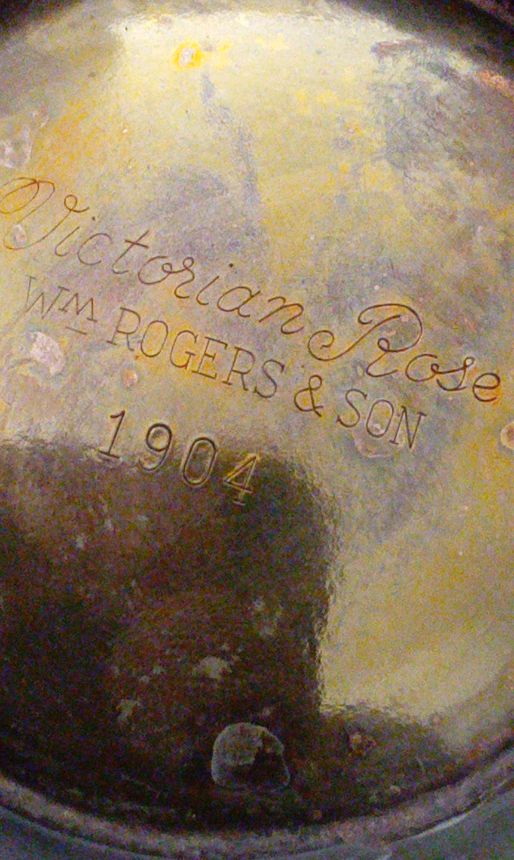 Victorian Rose
WM ROGERS & SON
1904